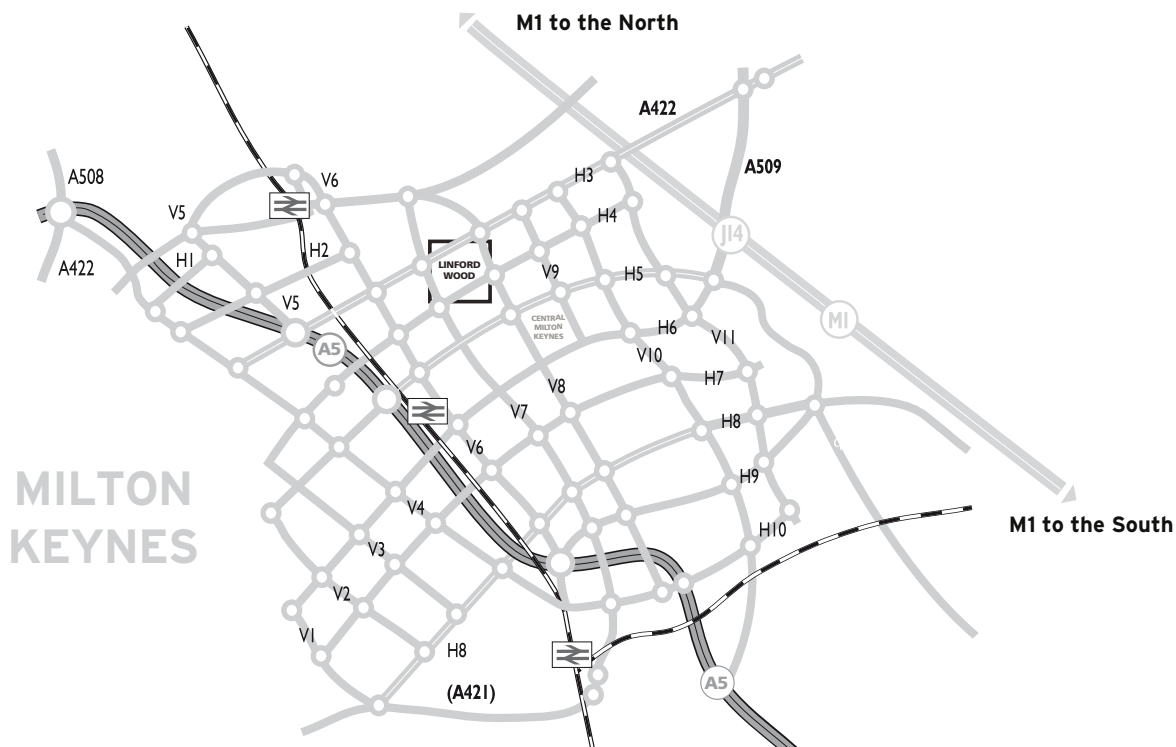 M1 to the North
A422
A509
A508
V5
V6
H3
H4
A422
H1
H2
LINFORD
WOOD
V9
H5
J14
V5
CENTRAL
MILTON
KEYNES
H6
V11
M1
A5
V10
H7
V8
V7
H8
V6
H9
MILTON
KEYNES
V4
H10
M1 to the South
V3
V2
V1
H8
(A421)
A5